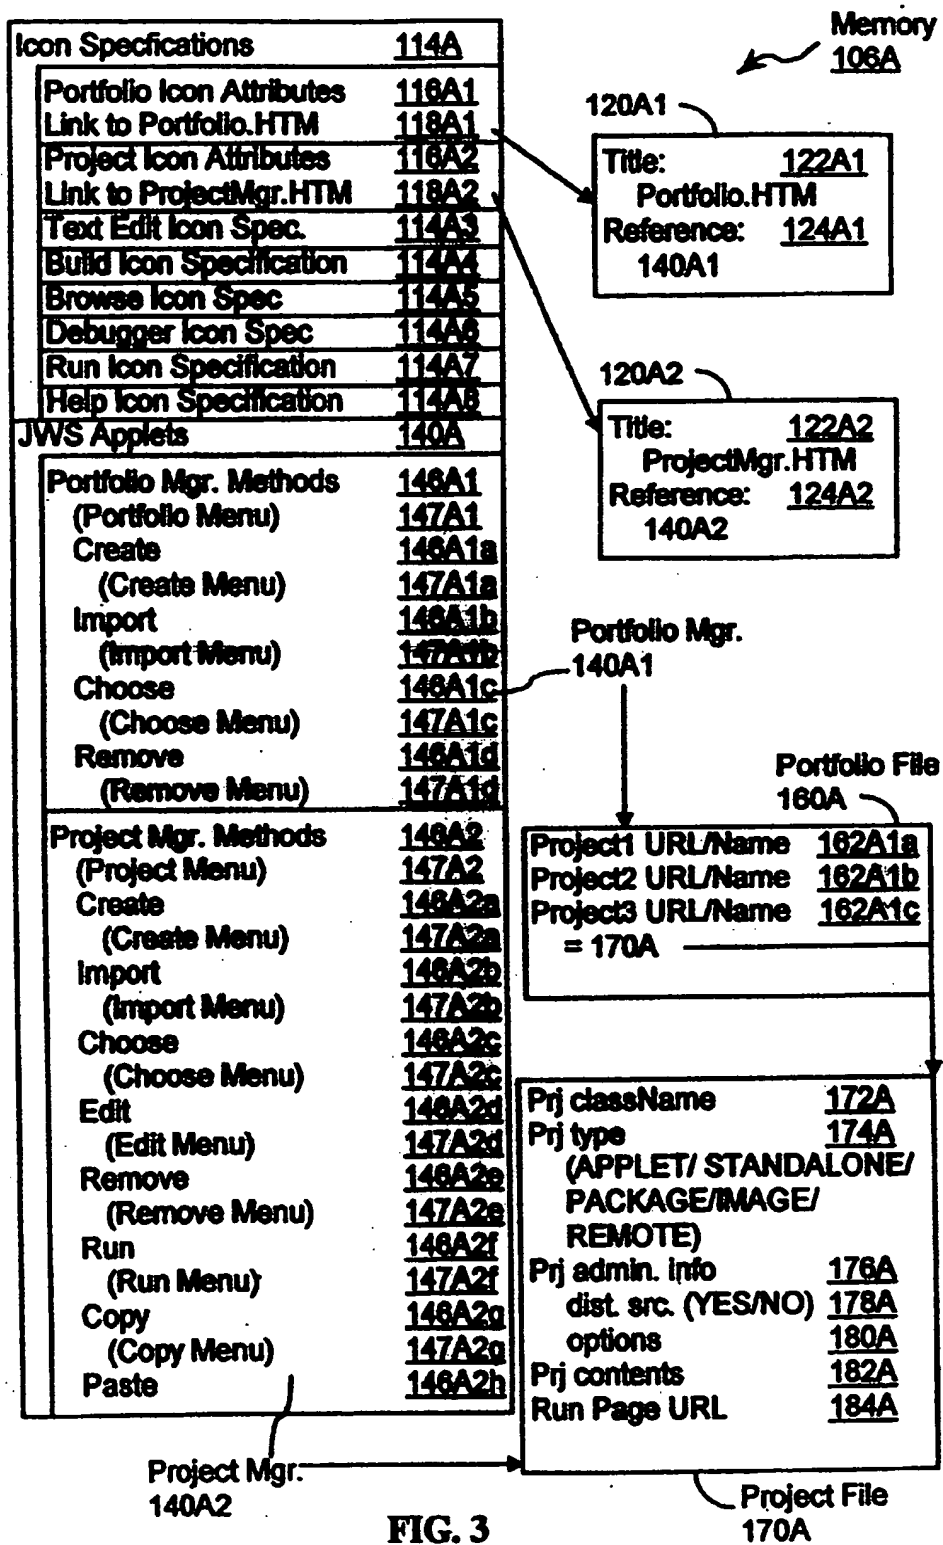 Icon Specfications 114A
Portfolio Icon Attributes 116A1
Link to Portfolio.HTM 118A1
Project Icon Attributes 116A2
Link to ProjectMgr.HTM 118A2
Text Edit Icon Spec. 114A3
Build Icon Specification 114A4
Browse Icon Spec 114A5
Debugger Icon Spec 114A6
Run Icon Specification 114A7
Help Icon Specification 114A8
JWS Applets 140A
Portfolio Mgr. Methods 146A1
(Portfolio Menu) 147A1
Create 146A1a
(Create Menu) 147A1a
Import 146A1b
(Import Menu) 147A1b
Choose 146A1c
(Choose Menu) 147A1c
Remove 146A1d
(Remove Menu) 147A1d
Project Mgr. Methods 146A2
(Project Menu) 147A2
Create 146A2a
(Create Menu) 147A2a
Import 146A2b
(Import Menu) 147A2b
Choose 146A2c
(Choose Menu) 147A2c
Edit 146A2d
(Edit Menu) 147A2d
Remove 146A2e
(Remove Menu) 147A2e
Run 146A2f
(Run Menu) 147A2f
Copy 146A2g
(Copy Menu) 147A2g
Paste 146A2h
Project Mgr.
140A2
Memory
106A
120A1
Title: 122A1
Portfolio.HTM
Reference: 124A1
140A1
120A2
Title: 122A2
ProjectMgr.HTM
Reference: 124A2
140A2
Portfolio Mgr.
140A1
Portfolio File
160A
Project1 URL/Name 162A1a
Project2 URL/Name 162A1b
Project3 URL/Name 162A1c
= 170A
Prj className 172A
Prj type 174A
(APPLET/ STANDALONE/
PACKAGE/IMAGE/
REMOTE)
Prj admin. info 176A
dist. src. (YES/NO) 178A
options 180A
Prj contents 182A
Run Page URL 184A
Project File
170A
FIG. 3